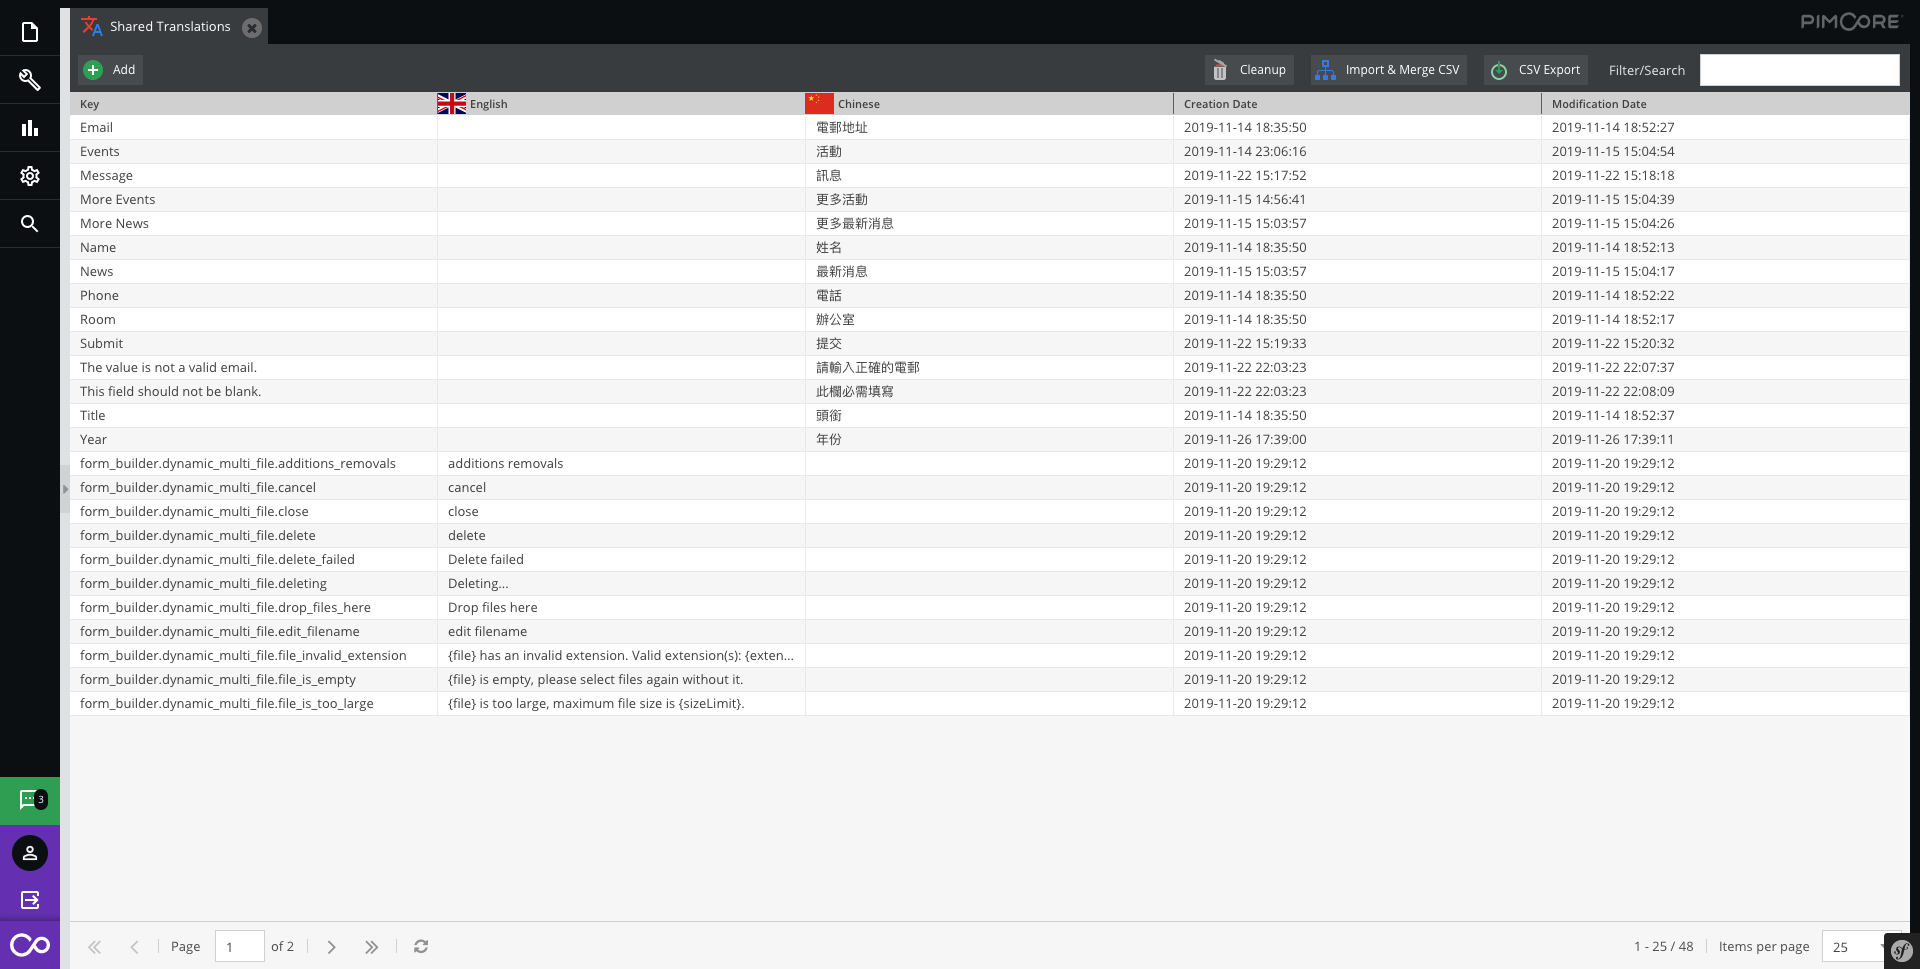 Shared Translations
PIMCORE
Add
Cleanup
Import & Merge CSV
CSV Export
Filter/Search
Key English Chinese Creation Date Modification Date
Email 電郵地址 2019-11-14 18:35:50 2019-11-14 18:52:27
Events 活動 2019-11-14 23:06:16 2019-11-15 15:04:54
Message 訊息 2019-11-22 15:17:52 2019-11-22 15:18:18
More Events 更多活動 2019-11-15 14:56:41 2019-11-15 15:04:39
More News 更多最新消息 2019-11-15 15:03:57 2019-11-15 15:04:26
Name 姓名 2019-11-14 18:35:50 2019-11-14 18:52:13
News 最新消息 2019-11-15 15:03:57 2019-11-15 15:04:17
Phone 電話 2019-11-14 18:35:50 2019-11-14 18:52:22
Room 辦公室 2019-11-14 18:35:50 2019-11-14 18:52:17
Submit 提交 2019-11-22 15:19:33 2019-11-22 15:20:32
The value is not a valid email. 請輸入正確的電郵 2019-11-22 22:03:23 2019-11-22 22:07:37
This field should not be blank. 此欄必需填寫 2019-11-22 22:03:23 2019-11-22 22:08:09
Title 頭銜 2019-11-14 18:35:50 2019-11-14 18:52:37
Year 年份 2019-11-26 17:39:00 2019-11-26 17:39:11
form_builder.dynamic_multi_file.additions_removals additions removals 2019-11-20 19:29:12 2019-11-20 19:29:12
form_builder.dynamic_multi_file.cancel cancel 2019-11-20 19:29:12 2019-11-20 19:29:12
form_builder.dynamic_multi_file.close close 2019-11-20 19:29:12 2019-11-20 19:29:12
form_builder.dynamic_multi_file.delete delete 2019-11-20 19:29:12 2019-11-20 19:29:12
form_builder.dynamic_multi_file.delete_failed Delete failed 2019-11-20 19:29:12 2019-11-20 19:29:12
form_builder.dynamic_multi_file.deleting Deleting... 2019-11-20 19:29:12 2019-11-20 19:29:12
form_builder.dynamic_multi_file.drop_files_here Drop files here 2019-11-20 19:29:12 2019-11-20 19:29:12
form_builder.dynamic_multi_file.edit_filename edit filename 2019-11-20 19:29:12 2019-11-20 19:29:12
form_builder.dynamic_multi_file.file_invalid_extension {file} has an invalid extension. Valid extension(s): {exten... 2019-11-20 19:29:12 2019-11-20 19:29:12
form_builder.dynamic_multi_file.file_is_empty {file} is empty, please select files again without it. 2019-11-20 19:29:12 2019-11-20 19:29:12
form_builder.dynamic_multi_file.file_is_too_large {file} is too large, maximum file size is {sizeLimit}. 2019-11-20 19:29:12 2019-11-20 19:29:12
3
Page 1 of 2
1 - 25 / 48
Items per page 25
sf